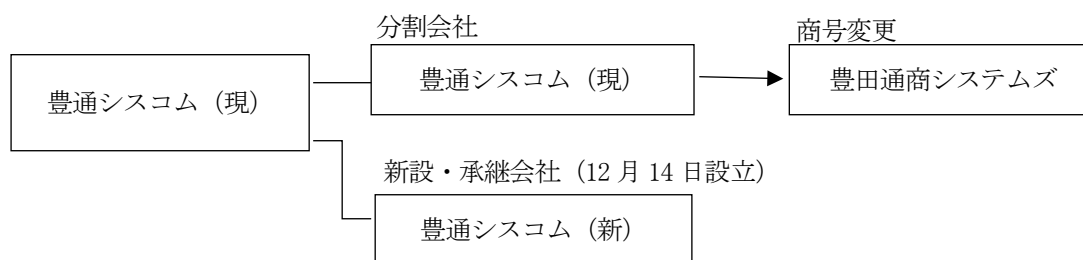 分割会社
商号変更
豊通シスコム（現）
豊通シスコム（現）
豊田通商システムズ
新設・承継会社（12 月 14 日設立）
豊通シスコム（新）